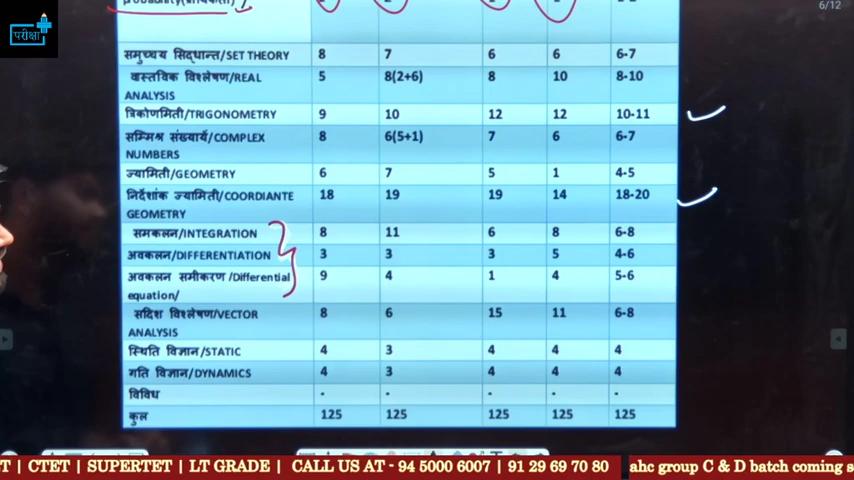 परीक्षा
6/12
समुच्चय सिद्धान्त/SET THEORY 8 7 6 6 6-7
वास्तविक विश्लेषण/REAL ANALYSIS 5 8(2+6) 8 10 8-10
त्रिकोणमिती/TRIGONOMETRY 9 10 12 12 10-11
सम्मिश्र संख्यायें/COMPLEX NUMBERS 8 6(5+1) 7 6 6-7
ज्यामिती/GEOMETRY 6 7 5 1 4-5
निर्देशांक ज्यामिती/COORDIANTE GEOMETRY 18 19 19 14 18-20
समकलन/INTEGRATION 8 11 6 8 6-8
अवकलन/DIFFERENTIATION 3 3 3 5 4-6
अवकलन समीकरण /Differential equation/ 9 4 1 4 5-6
सदिश विश्लेषण/VECTOR ANALYSIS 8 6 15 11 6-8
स्थिति विज्ञान/STATIC 4 3 4 4 4
गति विज्ञान/DYNAMICS 4 3 4 4 4
विविध - - - - -
कुल 125 125 125 125 125
T | CTET | SUPERTET | LT GRADE | CALL US AT - 94 5000 6007 | 91 29 69 70 80 ahc group C & D batch coming s